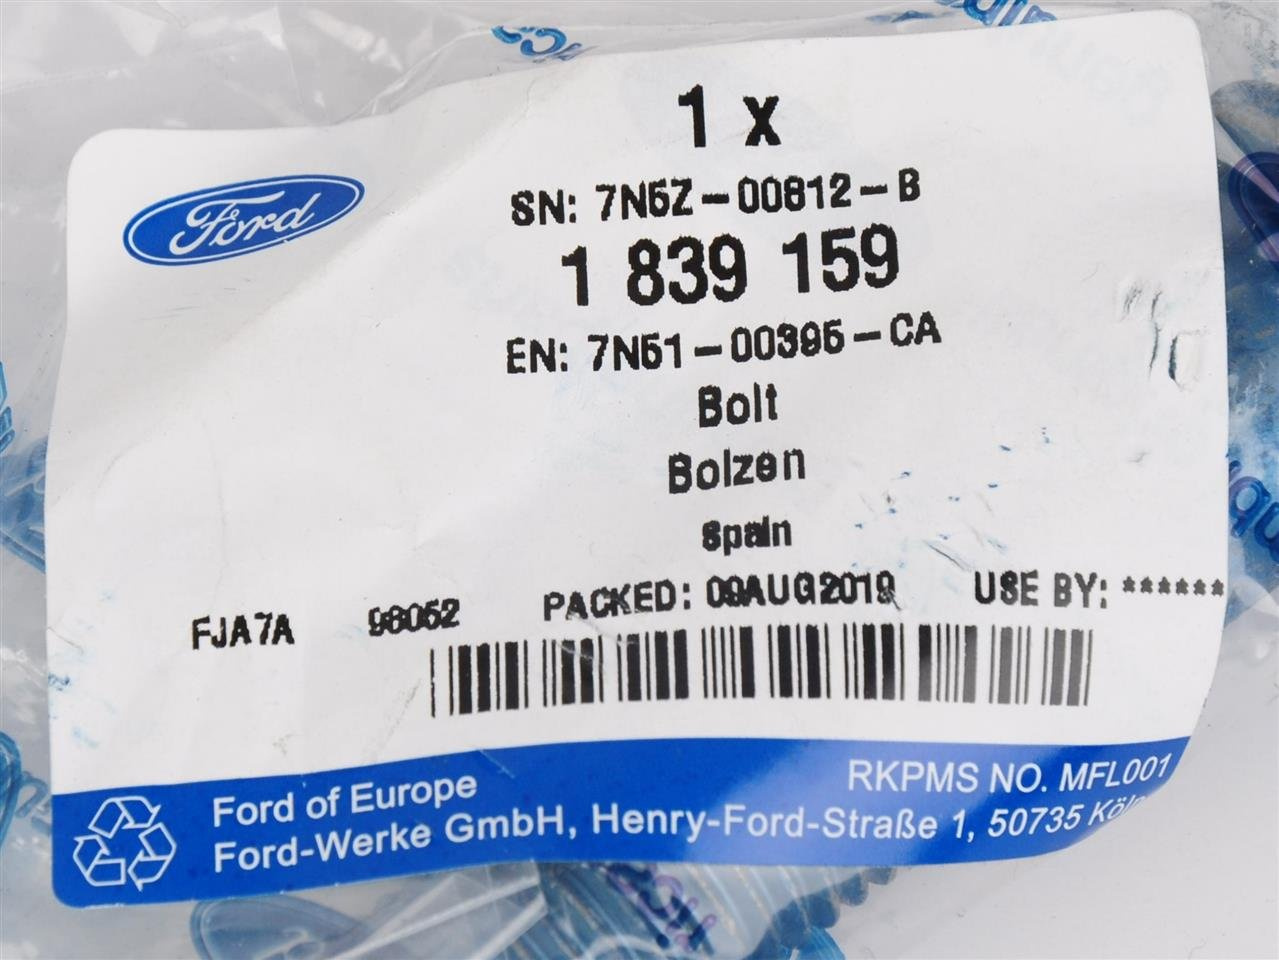 1 x
Ford
SN: 7N5Z-00812-B
1 839 159
EN: 7N51-00395-CA
Bolt
Bolzen
Spain
FJA7A 98052 PACKED: 09AUG2019 USE BY: ******
RKPMS NO. MFL001
Ford of Europe
Ford-Werke GmbH, Henry-Ford-Straße 1, 50735 Köln